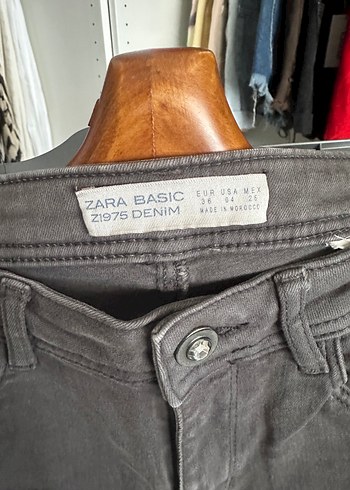 ZARA BASIC
Z1975 DENiM
EUR USA MEX
36 04 26
MADE IN MOROCCO